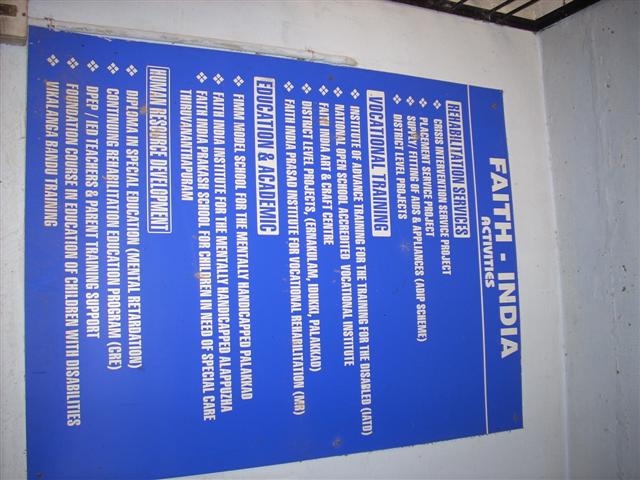 FAITH - INDIA
ACTIVITIES
REHABILITATION SERVICES
❖ CRISIS INTERVENTION SERVICE PROJECT
❖ PLACEMENT SERVICE PROJECT
❖ SUPPLY / FITTING OF AIDS & APPLIANCES (ADIP SCHEME)
❖ DISTRICT LEVEL PROJECTS
VOCATIONAL TRAINING
❖ INSTITUTE OF ADVANCE TRAINING FOR THE TRAINING FOR THE DISABLED (IATD)
❖ NATIONAL OPEN SCHOOL ACCREDITED VOCATIONAL INSTITUTE
❖ FAITH INDIA ART & CRAFT CENTRE
❖ DISTRICT LEVEL PROJECTS, (ERNAKULAM, IDUKKI, PALAKKAD)
❖ FAITH INDIA PRASAD INSTITUTE FOR VOCATIONAL REHABILITATION (MR)
EDUCATION & ACADEMIC
❖ FMM MODEL SCHOOL FOR THE MENTALLY HANDICAPPED PALAKKAD
❖ FAITH INDIA INSTITUTE FOR THE MENTALLY HANDICAPPED ALAPPUZHA
❖ FAITH INDIA PRAKASH SCHOOL FOR CHILDREN IN NEED OF SPECIAL CARE
THIRUVANANTHAPURAM
HUMAN RESOURCE DEVELOPMENT
❖ DIPLOMA IN SPECIAL EDUCATION (MENTAL RETARDATION)
❖ CONTINUING REHABILITATION EDUCATION PROGRAM (CRE)
❖ DPEP / IED TEACHERS & PARENT TRAINING SUPPORT
❖ FOUNDATION COURSE IN EDUCATION OF CHILDREN WITH DISABILITIES
❖ VIKALANGA BANDU TRAINING